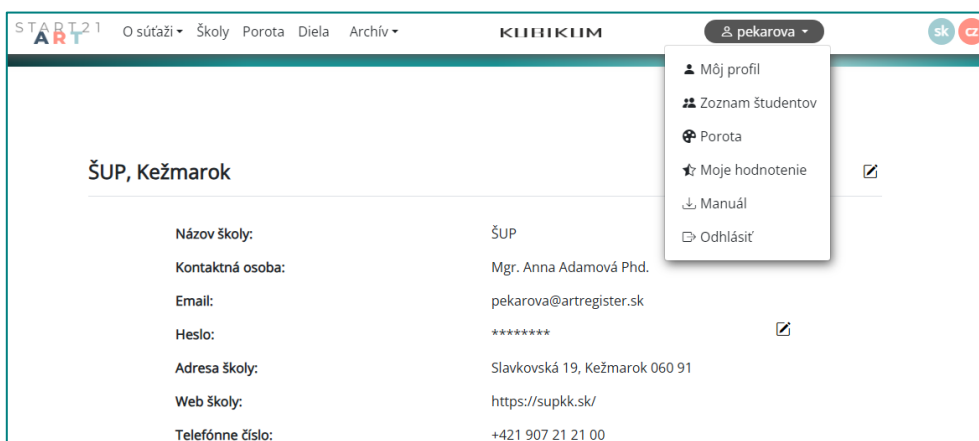 START21 ART O súťaži Školy Porota Diela Archív KUBIKUM pekarova sk cz
Môj profil
Zoznam študentov
Porota
Moje hodnotenie
Manuál
Odhlásiť
ŠUP, Kežmarok
Názov školy: ŠUP
Kontaktná osoba: Mgr. Anna Adamová Phd.
Email: pekarova@artregister.sk
Heslo: ********
Adresa školy: Slavkovská 19, Kežmarok 060 91
Web školy: https://supkk.sk/
Telefónne číslo: +421 907 21 21 00